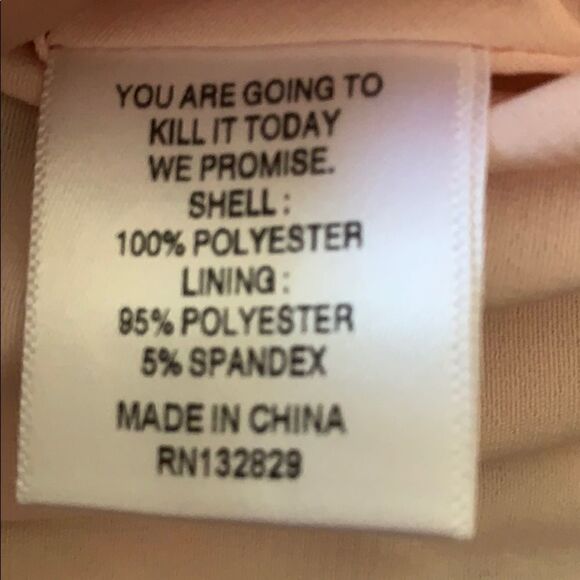 YOU ARE GOING TO
KILL IT TODAY
WE PROMISE.
SHELL :
100% POLYESTER
LINING :
95% POLYESTER
5% SPANDEX
MADE IN CHINA
RN132829